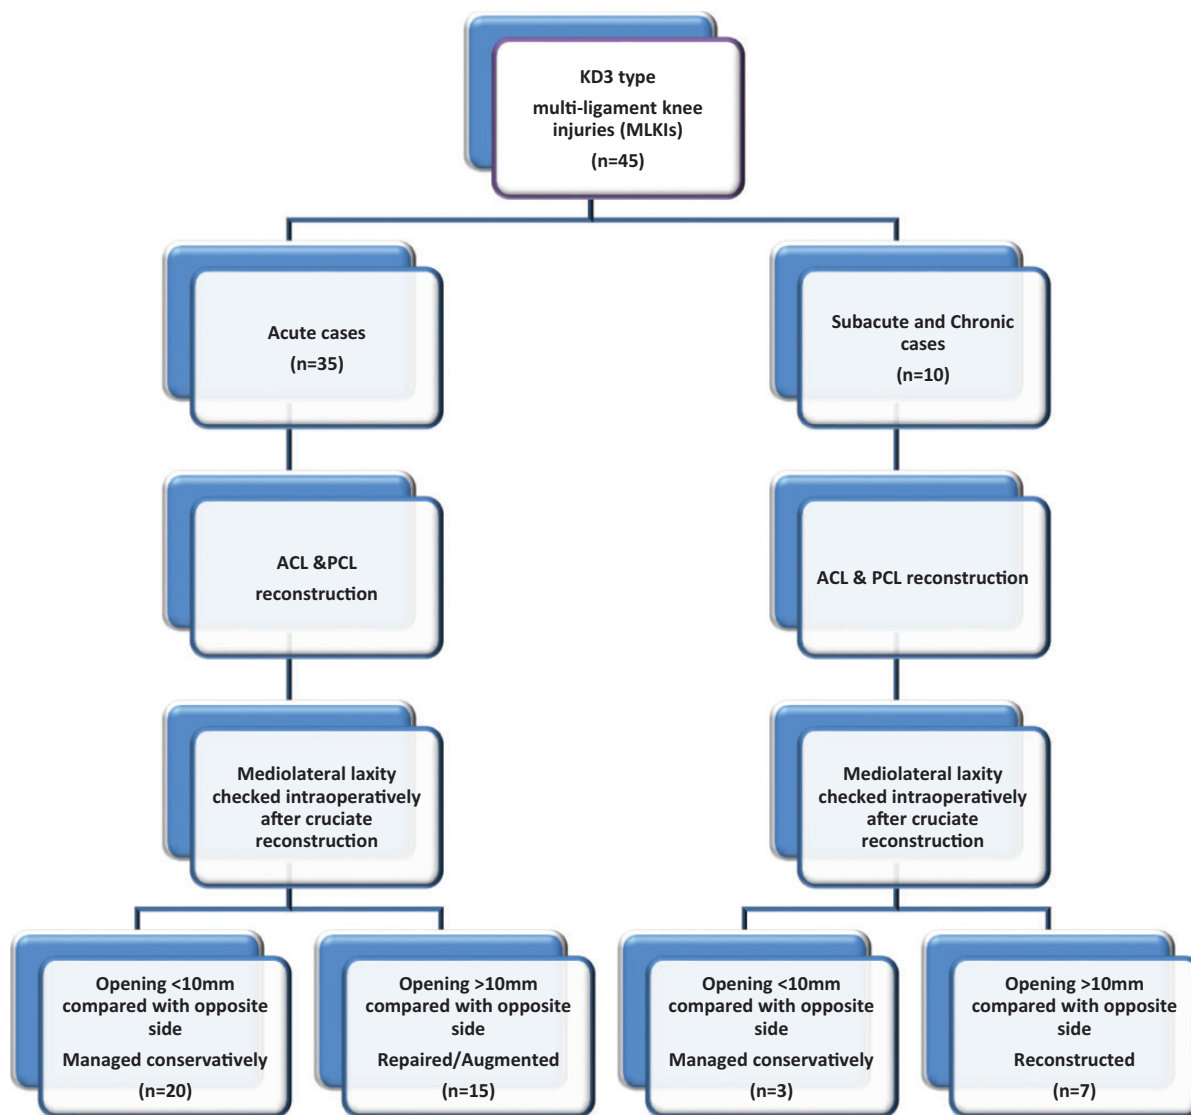 KD3 type
multi-ligament knee
injuries (MLKIs)
(n=45)
Acute cases
(n=35)
Subacute and Chronic
cases
(n=10)
ACL &PCL
reconstruction
ACL & PCL reconstruction
Mediolateral laxity
checked intraoperatively
after cruciate
reconstruction
Mediolateral laxity
checked intraoperatively
after cruciate
reconstruction
Opening <10mm
compared with opposite
side
Managed conservatively
(n=20)
Opening >10mm
compared with opposite
side
Repaired/Augmented
(n=15)
Opening <10mm
compared with opposite
side
Managed conservatively
(n=3)
Opening >10mm
compared with opposite
side
Reconstructed
(n=7)